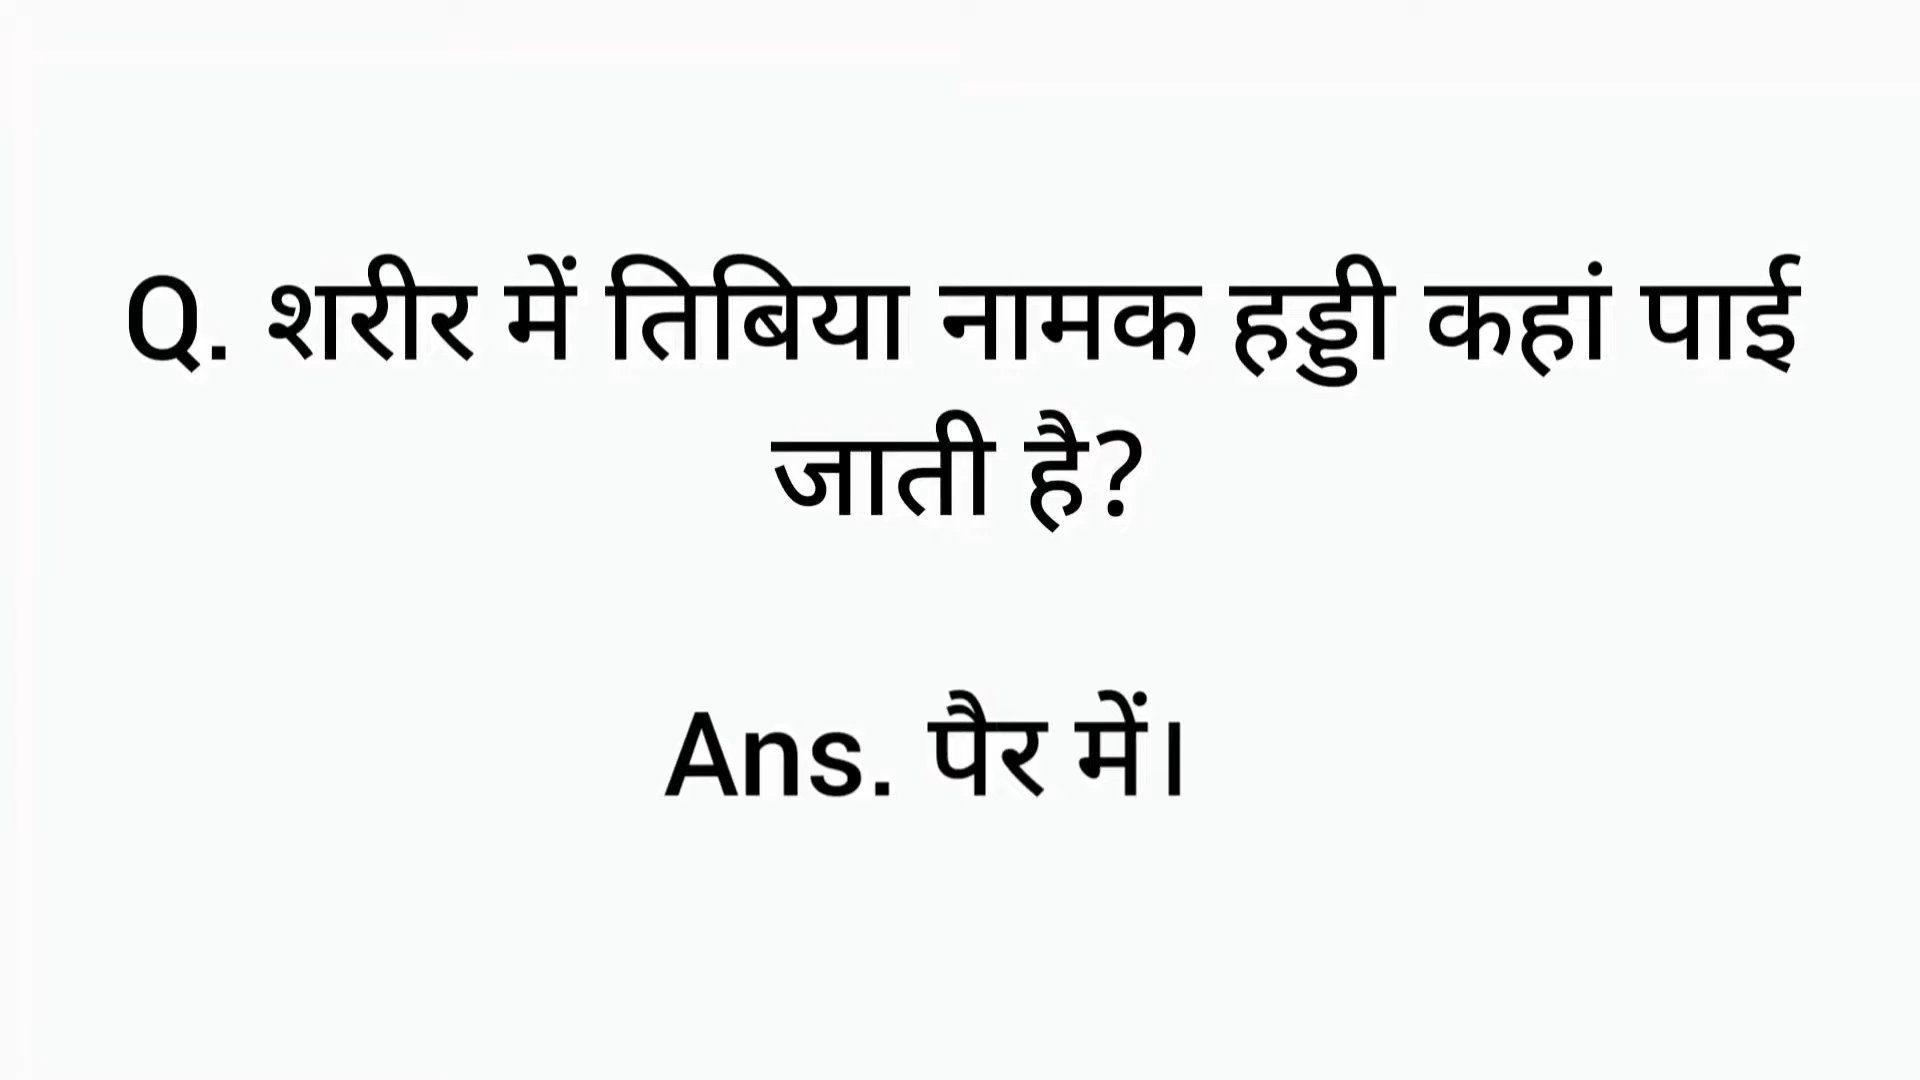 Q. शरीर में तिबिया नामक हड्डी कहां पाई
जाती है?
Ans. पैर में।